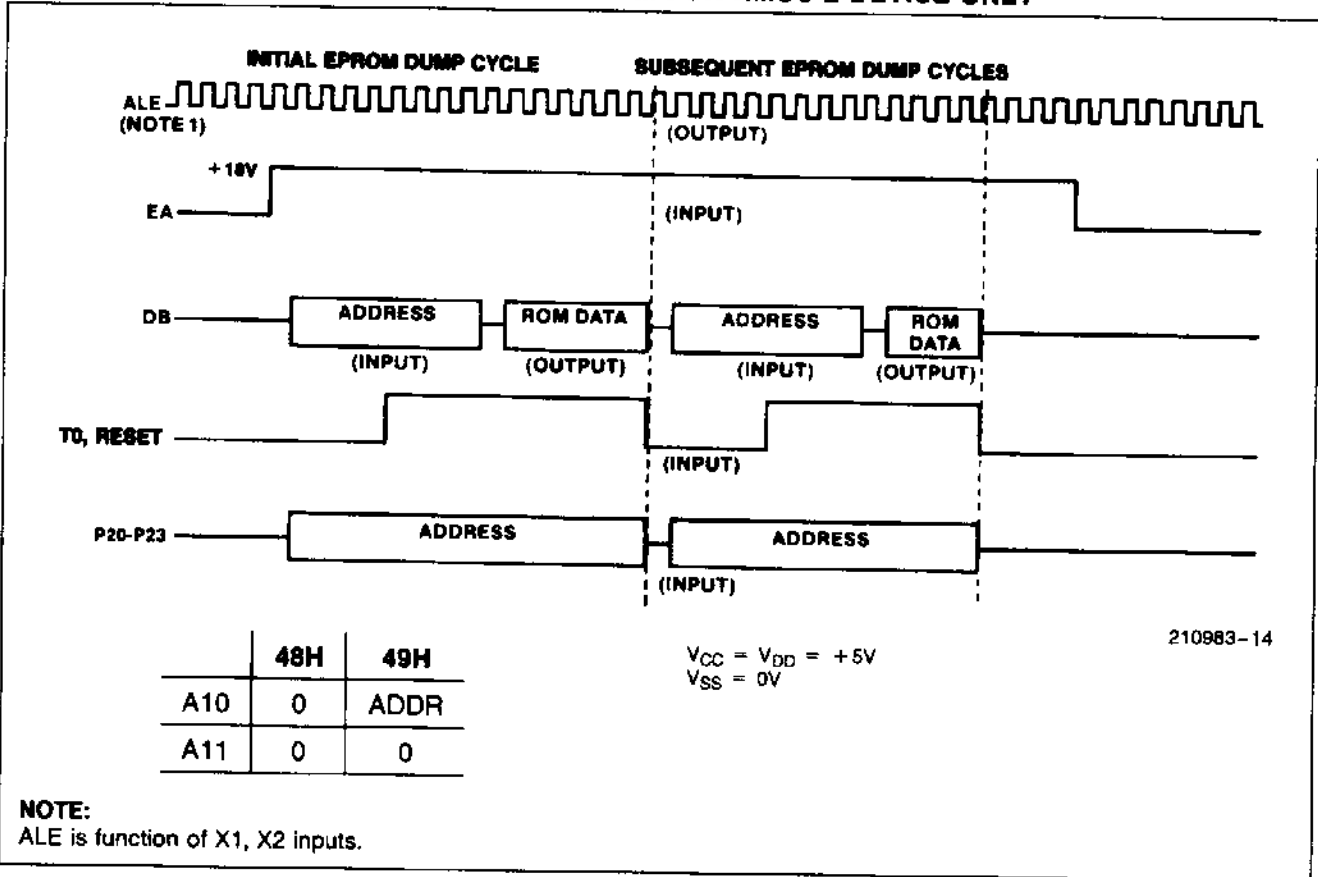 INITIAL EPROM DUMP CYCLE
SUBSEQUENT EPROM DUMP CYCLES
ALE
(NOTE 1)
(OUTPUT)
+18V
EA
(INPUT)
DB
ADDRESS
ROM DATA
ADDRESS
ROM
DATA
(INPUT)
(OUTPUT)
(INPUT)
(OUTPUT)
T0, RESET
(INPUT)
P20-P23
ADDRESS
ADDRESS
(INPUT)
210983-14
48H 49H
A10 0 ADDR
A11 0 0
VCC = VDD = +5V
VSS = 0V
NOTE:
ALE is function of X1, X2 inputs.